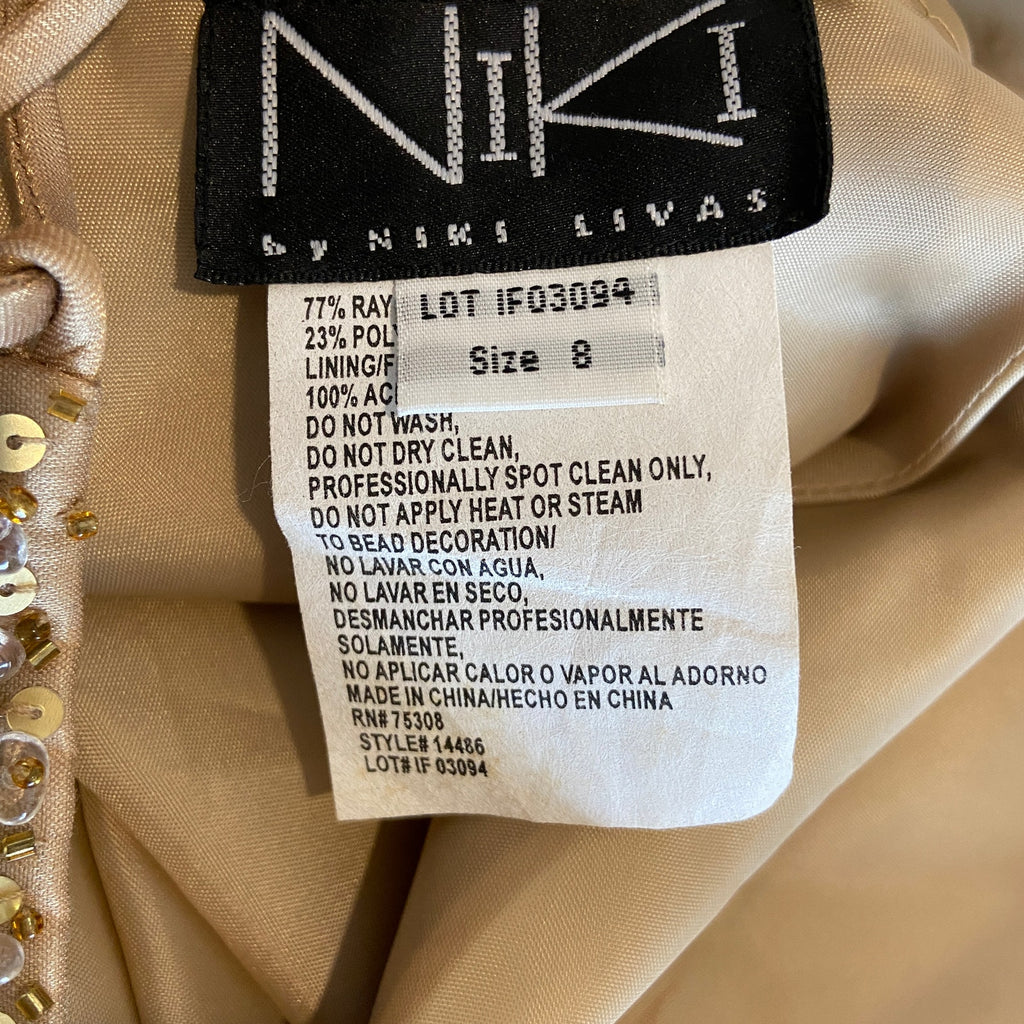 NiKi
by NIKI LIVAS
LOT IF03094
Size 8
77% RAY
23% POL
LINING/F
100% AC
DO NOT WASH,
DO NOT DRY CLEAN,
PROFESSIONALLY SPOT CLEAN ONLY,
DO NOT APPLY HEAT OR STEAM
TO BEAD DECORATION/
NO LAVAR CON AGUA,
NO LAVAR EN SECO,
DESMANCHAR PROFESIONALMENTE
SOLAMENTE,
NO APLICAR CALOR O VAPOR AL ADORNO
MADE IN CHINA/HECHO EN CHINA
RN# 75308
STYLE# 14486
LOT# IF 03094